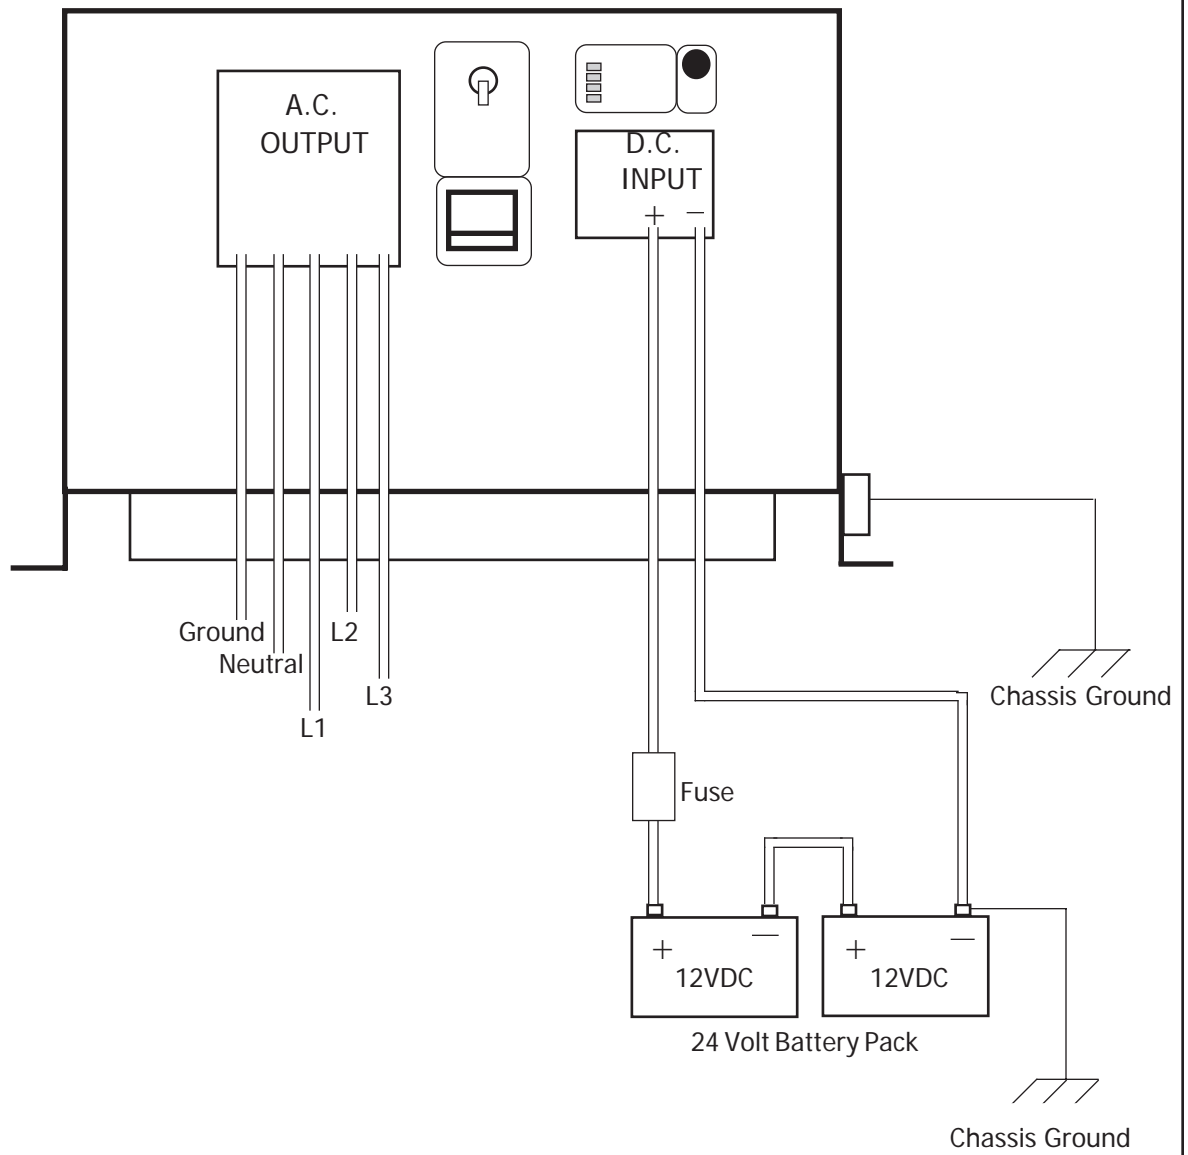 A.C.
OUTPUT
D.C.
INPUT
+ −
Ground
L2
Neutral
L3
L1
Chassis Ground
Fuse
+ −
+ −
12VDC
12VDC
24 Volt Battery Pack
Chassis Ground